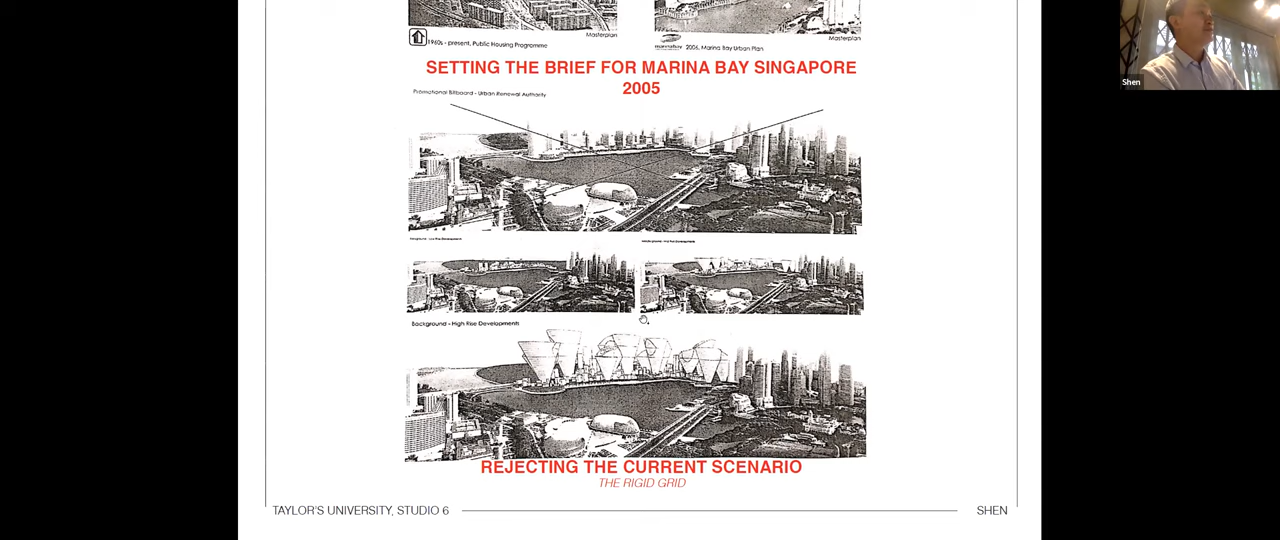 Masterplan
Masterplan
1960s - present, Public Housing Programme
marinabay
2006, Marina Bay Urban Plan
SETTING THE BRIEF FOR MARINA BAY SINGAPORE
2005
Promotional Billboard - Urban Renewal Authority
Background - High Rise Developments
REJECTING THE CURRENT SCENARIO
THE RIGID GRID
TAYLOR'S UNIVERSITY, STUDIO 6
SHEN
Shen